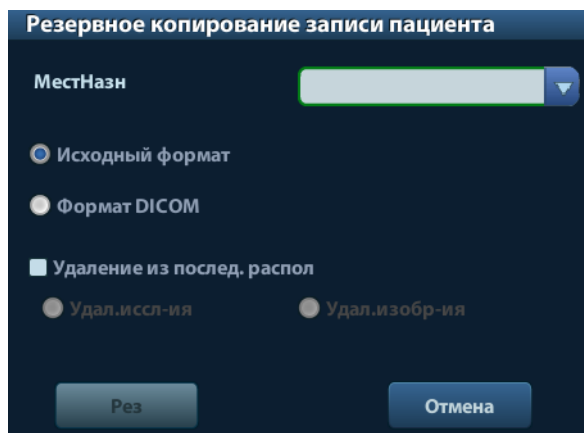 Резервное копирование записи пациента
МестНазн
Исходный формат
Формат DICOM
Удаление из послед. распол
Удал.иссл-ия Удал.изобр-ия
Рез Отмена